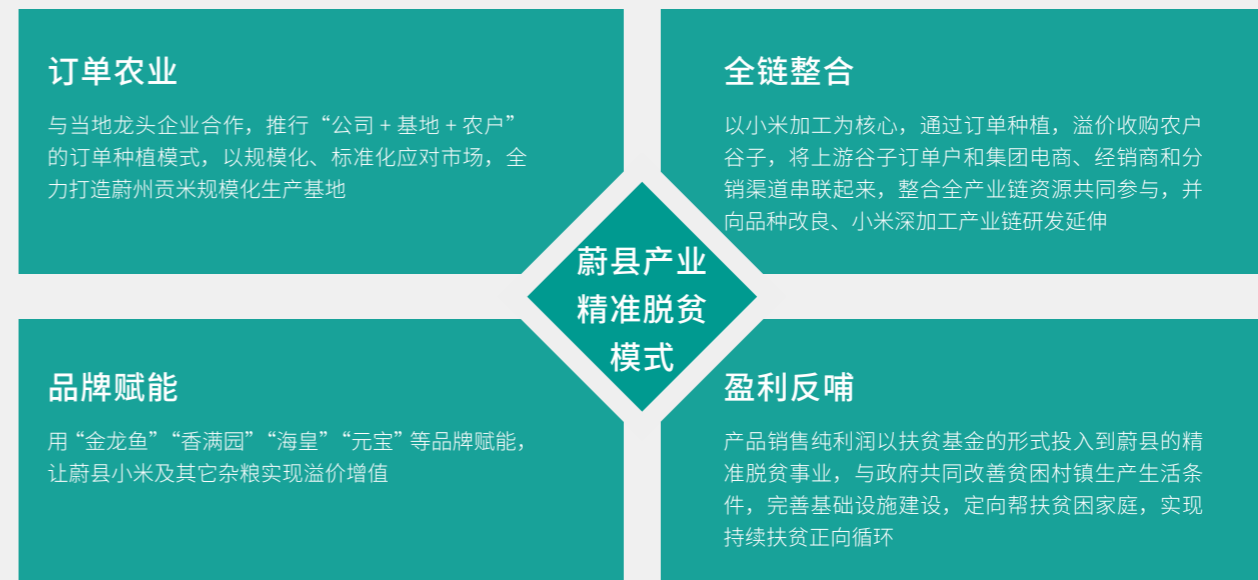 订单农业
与当地龙头企业合作，推行“公司 + 基地 + 农户”
的订单种植模式，以规模化、标准化应对市场，全
力打造蔚州贡米规模化生产基地
全链整合
以小米加工为核心，通过订单种植，溢价收购农户
谷子，将上游谷子订单户和集团电商、经销商和分
销渠道串联起来，整合全产业链资源共同参与，并
向品种改良、小米深加工产业链研发延伸
蔚县产业
精准脱贫
模式
品牌赋能
用“金龙鱼”“香满园”“海皇”“元宝”等品牌赋能，
让蔚县小米及其它杂粮实现溢价增值
盈利反哺
产品销售纯利润以扶贫基金的形式投入到蔚县的精
准脱贫事业，与政府共同改善贫困村镇生产生活条
件，完善基础设施建设，定向帮扶贫困家庭，实现
持续扶贫正向循环